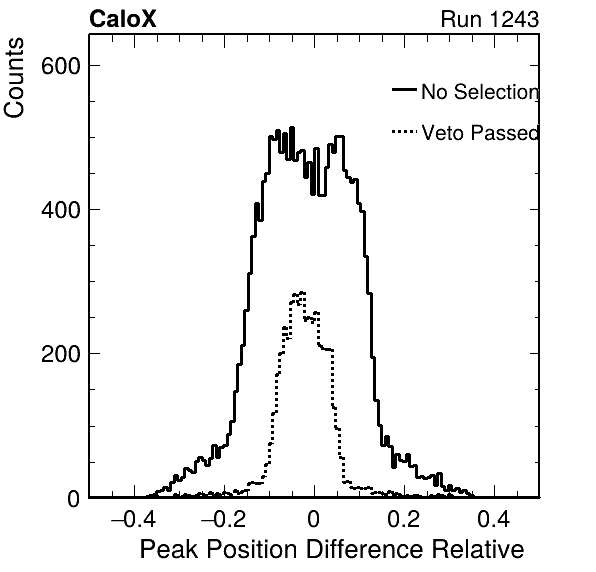 CaloX Run 1243
Counts
600
400
200
0
No Selection
Veto Passed
−0.4 −0.2 0 0.2 0.4
Peak Position Difference Relative